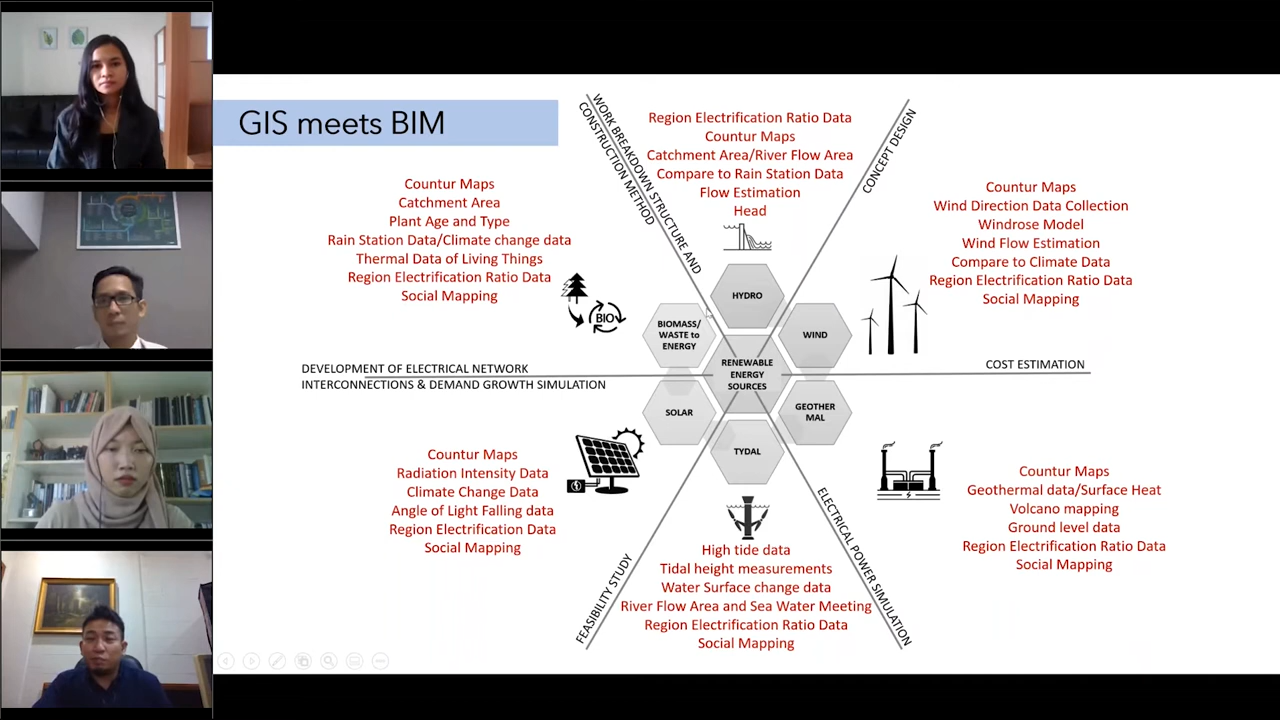 GIS meets BIM
WORK BREAKDOWN STRUCTURE AND
CONSTRUCTION METHOD
Region Electrification Ratio Data
Countur Maps
Catchment Area/River Flow Area
Compare to Rain Station Data
Flow Estimation
Head
CONCEPT DESIGN
Countur Maps
Catchment Area
Plant Age and Type
Rain Station Data/Climate change data
Thermal Data of Living Things
Region Electrification Ratio Data
Social Mapping
Countur Maps
Wind Direction Data Collection
Windrose Model
Wind Flow Estimation
Compare to Climate Data
Region Electrification Ratio Data
Social Mapping
BIO
HYDRO
BIOMASS/
WASTE to
ENERGY
WIND
RENEWABLE
ENERGY
SOURCES
DEVELOPMENT OF ELECTRICAL NETWORK
INTERCONNECTIONS & DEMAND GROWTH SIMULATION
COST ESTIMATION
SOLAR
GEOTHER
MAL
TYDAL
Countur Maps
Radiation Intensity Data
Climate Change Data
Angle of Light Falling data
Region Electrification Data
Social Mapping
Countur Maps
Geothermal data/Surface Heat
Volcano mapping
Ground level data
Region Electrification Ratio Data
Social Mapping
FEASIBILITY STUDY
High tide data
Tidal height measurements
Water Surface change data
River Flow Area and Sea Water Meeting
Region Electrification Ratio Data
Social Mapping
ELECTRICAL POWER SIMULATION